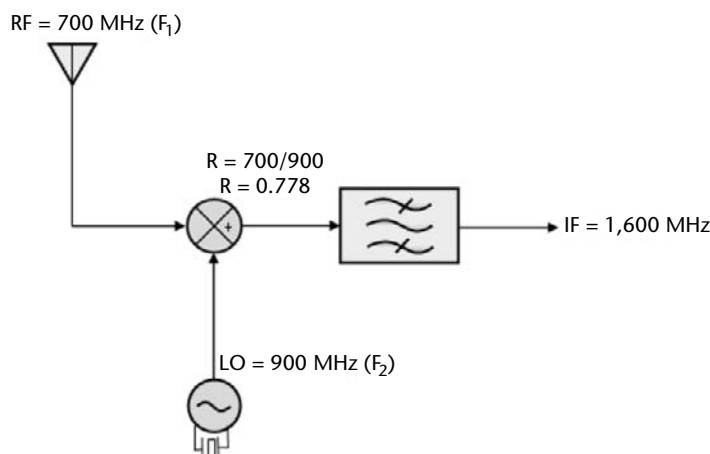 RF = 700 MHz (F₁)
R = 700/900
R = 0.778
+
IF = 1,600 MHz
LO = 900 MHz (F₂)